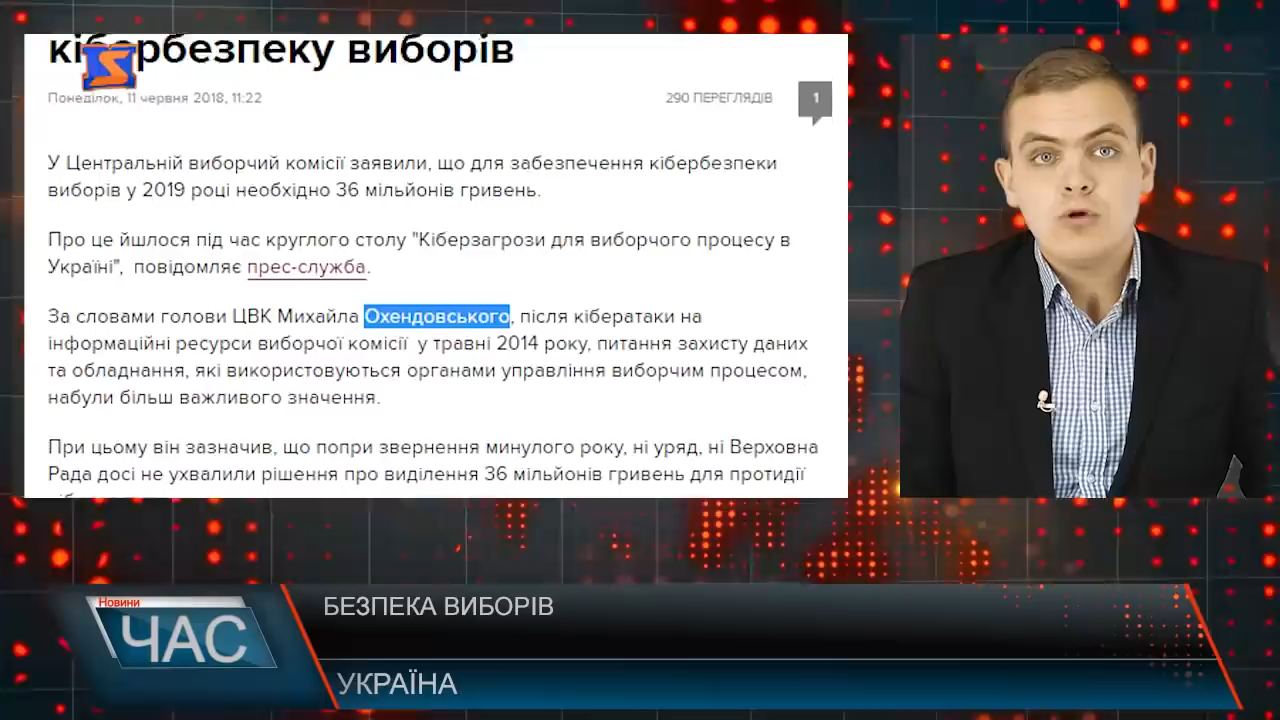 кібербезпеку виборів
Понеділок, 11 червня 2018, 11:22
290 ПЕРЕГЛЯДІВ
1
У Центральній виборчий комісії заявили, що для забезпечення кібербезпеки
виборів у 2019 році необхідно 36 мільйонів гривень.
Про це йшлося під час круглого столу "Кіберзагрози для виборчого процесу в
Україні", повідомляє прес-служба.
За словами голови ЦВК Михайла Охендовського, після кібератаки на
інформаційні ресурси виборчої комісії у травні 2014 року, питання захисту даних
та обладнання, які використовуються органами управління виборчим процесом,
набули більш важливого значення.
При цьому він зазначив, що попри звернення минулого року, ні уряд, ні Верховна
Рада досі не ухвалили рішення про виділення 36 мільйонів гривень для протидії
Новини
ЧАС
БЕЗПЕКА ВИБОРІВ
УКРАЇНА